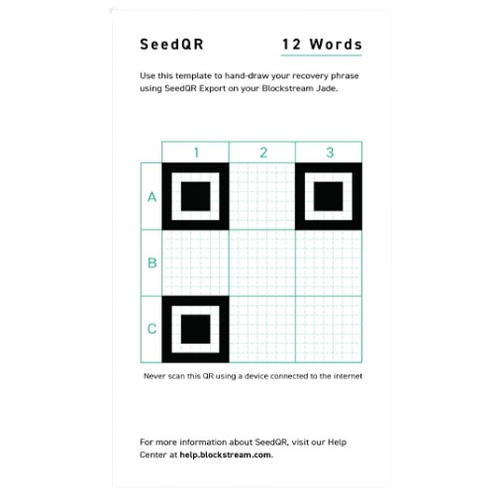 SeedQR 12 Words
Use this template to hand-draw your recovery phrase
using SeedQR Export on your Blockstream Jade.
1 2 3
A
B
C
Never scan this QR using a device connected to the internet
For more information about SeedQR, visit our Help
Center at help.blockstream.com.